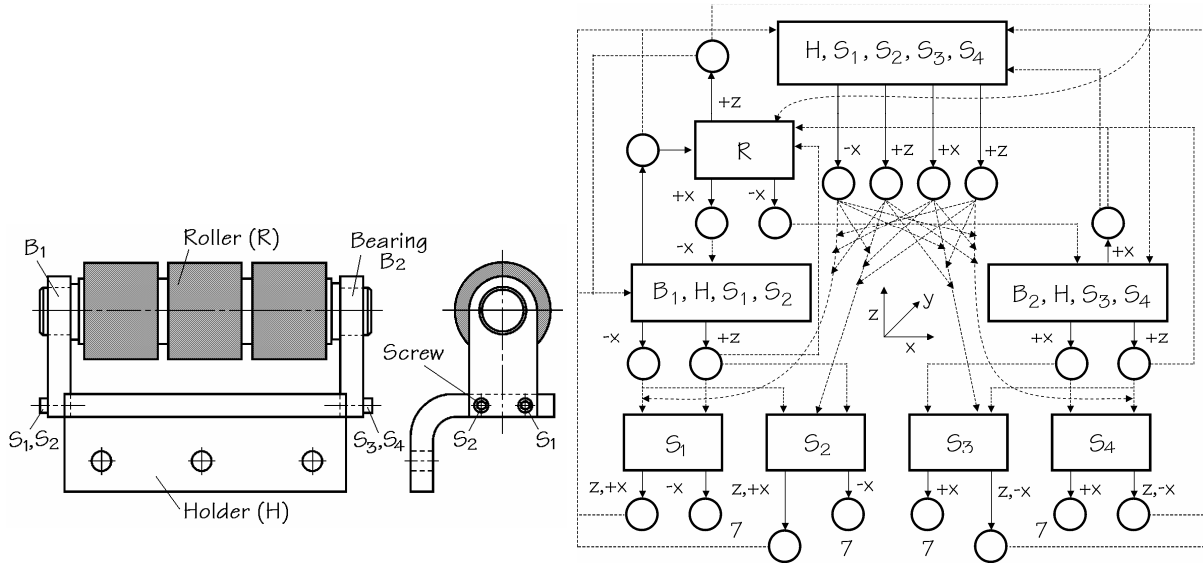 B1
Roller (R)
Bearing
B2
Screw
S1,S2
S3,S4
S2
S1
Holder (H)
H, S1, S2, S3, S4
+z
R
-x
+z
+x
+z
+x
-x
-x
+x
B1, H, S1, S2
B2, H, S3, S4
z
y
x
-x
+z
+x
+z
S1
S2
S3
S4
z,+x
-x
z,+x
-x
+x
z,-x
+x
z,-x
7
7
7
7